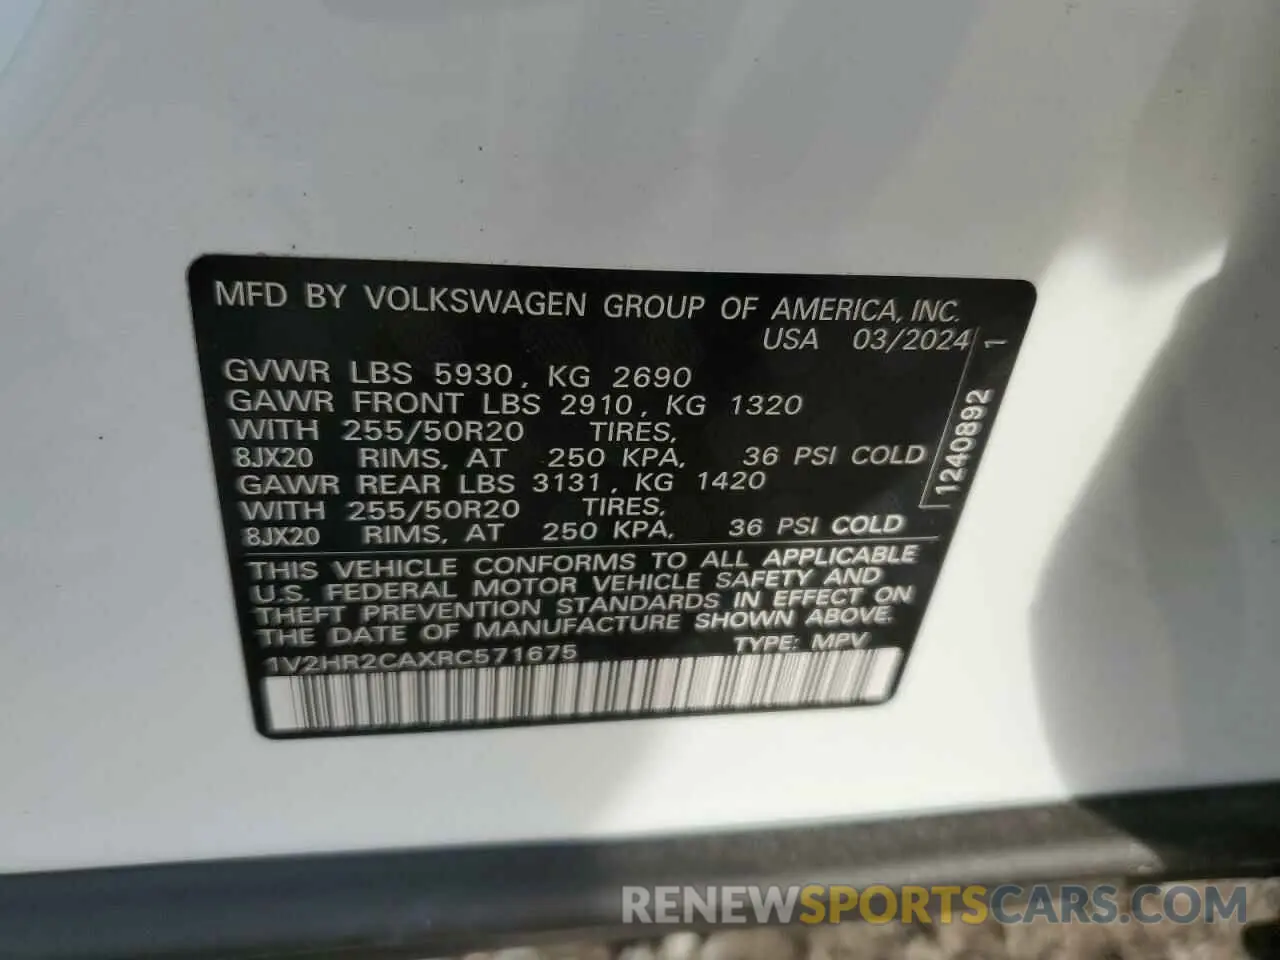 MFD BY VOLKSWAGEN GROUP OF AMERICA, INC.
USA 03/2024
GVWR LBS 5930, KG 2690
GAWR FRONT LBS 2910, KG 1320
WITH 255/50R20 TIRES,
8JX20 RIMS, AT 250 KPA, 36 PSI COLD
GAWR REAR LBS 3131, KG 1420
WITH 255/50R20 TIRES,
8JX20 RIMS, AT 250 KPA, 36 PSI COLD
1240892 1
THIS VEHICLE CONFORMS TO ALL APPLICABLE
U.S. FEDERAL MOTOR VEHICLE SAFETY AND
THEFT PREVENTION STANDARDS IN EFFECT ON
THE DATE OF MANUFACTURE SHOWN ABOVE.
1V2HR2CAXRC571675 TYPE: MPV
RENEWSPORTSCARS.COM